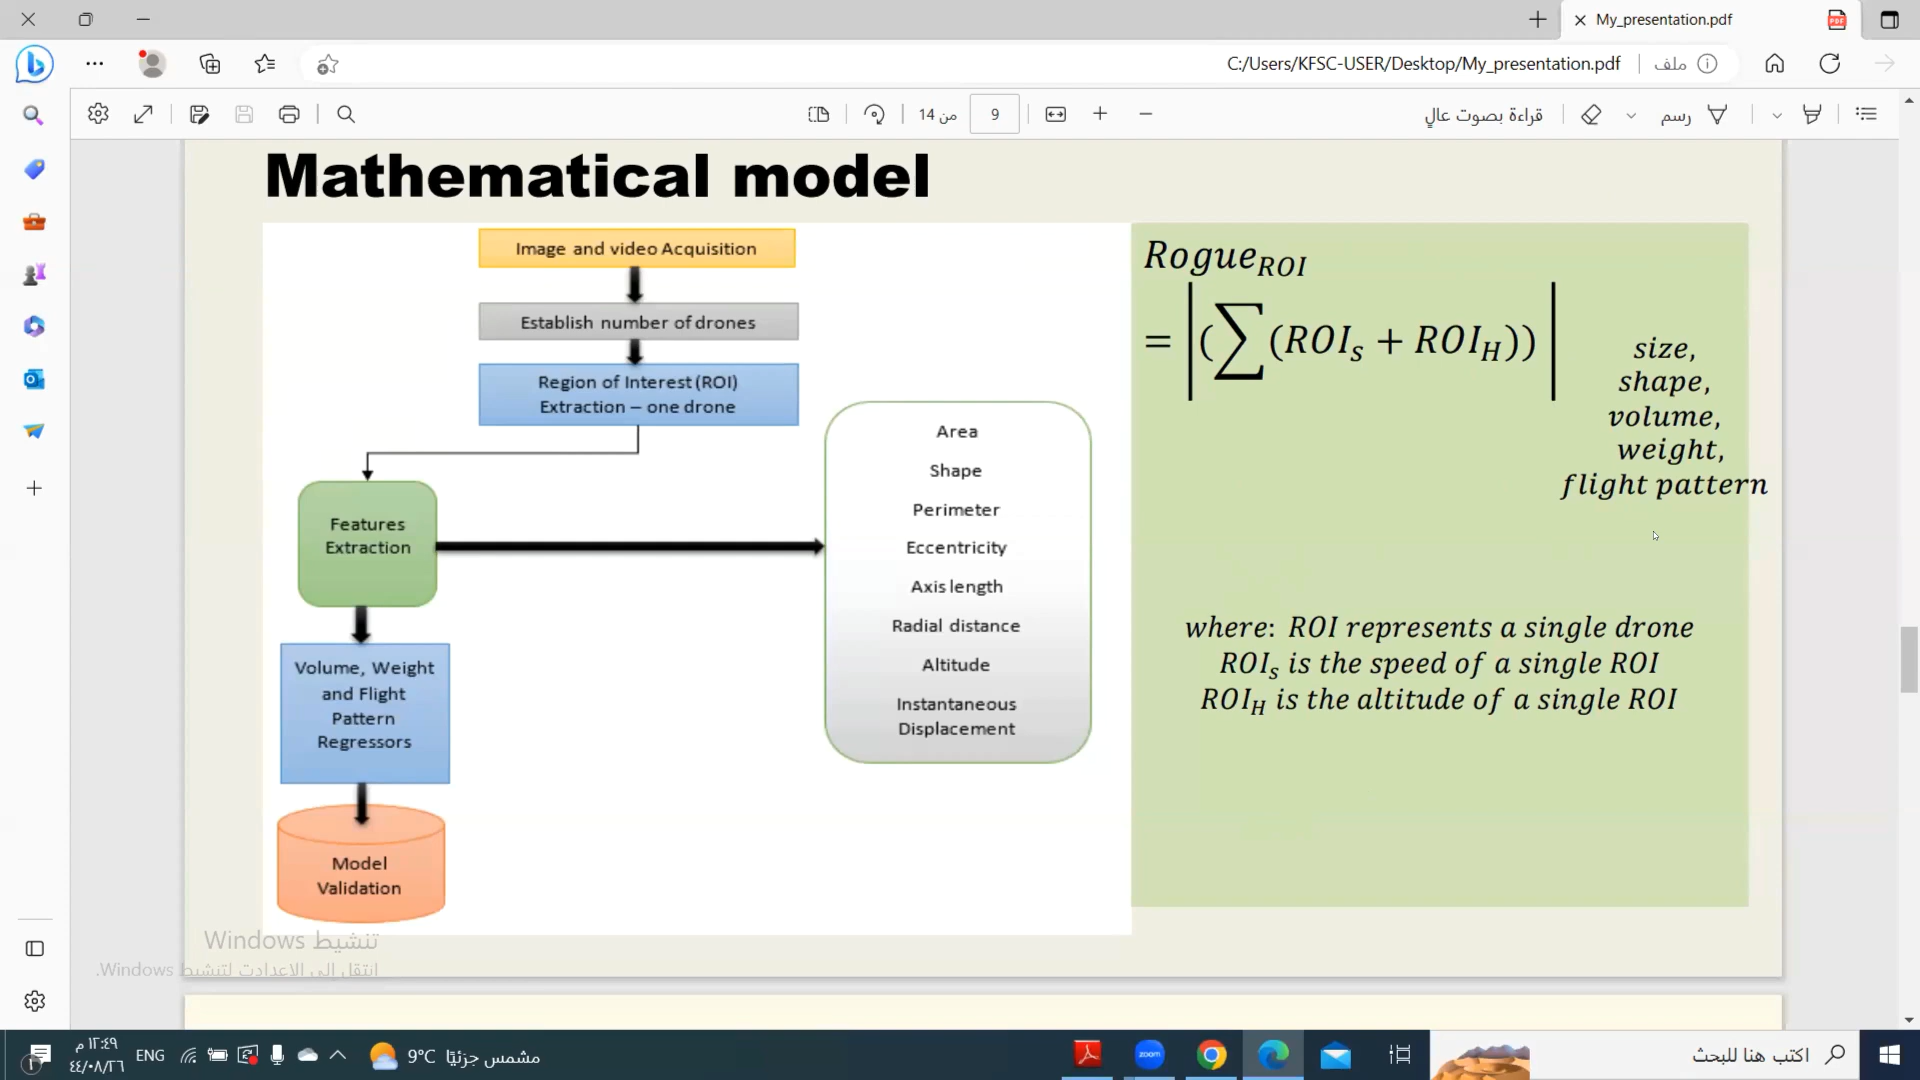 My_presentation.pdf
C:/Users/KFSC-USER/Desktop/My_presentation.pdf
ملف
قراءة بصوت عالٍ
رسم
9
من 14
Mathematical model
Image and video Acquisition
Establish number of drones
Region of Interest (ROI)
Extraction – one drone
Features
Extraction
Volume, Weight
and Flight
Pattern
Regressors
Model
Validation
Area
Shape
Perimeter
Eccentricity
Axis length
Radial distance
Altitude
Instantaneous
Displacement
Rogue_ROI
= |(∑(ROI_s + ROI_H))|
size,
shape,
volume,
weight,
flight pattern
where: ROI represents a single drone
ROI_s is the speed of a single ROI
ROI_H is the altitude of a single ROI
تنشيط Windows
انتقل إلى الإعدادات لتنشيط Windows.
١٢:٤٩ م
٤٤/٠٨/٢٦
ENG
9°C مشمس جزئيًا
zoom
اكتب هنا للبحث